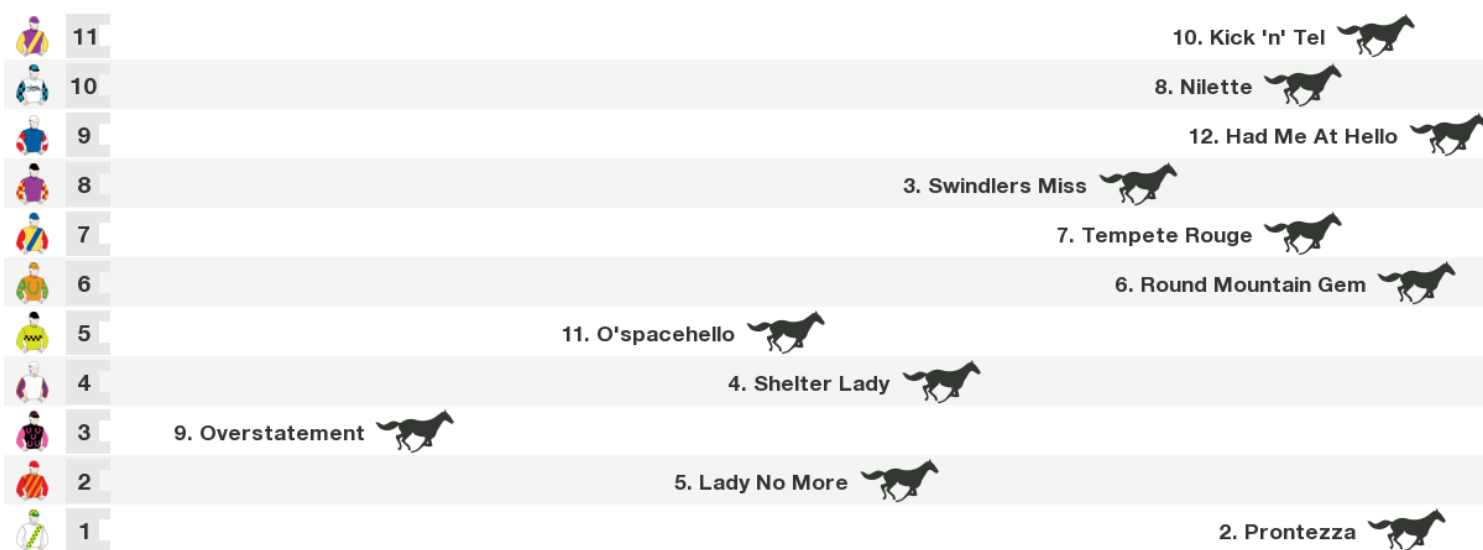 11 10. Kick 'n' Tel
10 8. Nilette
9 12. Had Me At Hello
8 3. Swindlers Miss
7 7. Tempete Rouge
6 6. Round Mountain Gem
5 11. O'spacehello
4 4. Shelter Lady
3 9. Overstatement
2 5. Lady No More
1 2. Prontezza